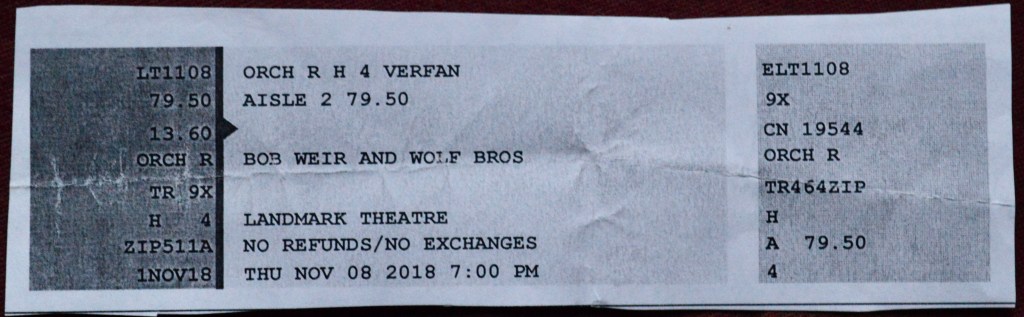 LT1108
79.50
13.60
ORCH R
TR 9X
H 4
ZIP511A
1NOV18
ORCH R H 4 VERFAN
AISLE 2 79.50
BOB WEIR AND WOLF BROS
LANDMARK THEATRE
NO REFUNDS/NO EXCHANGES
THU NOV 08 2018 7:00 PM
ELT1108
9X
CN 19544
ORCH R
TR464ZIP
H
A 79.50
4